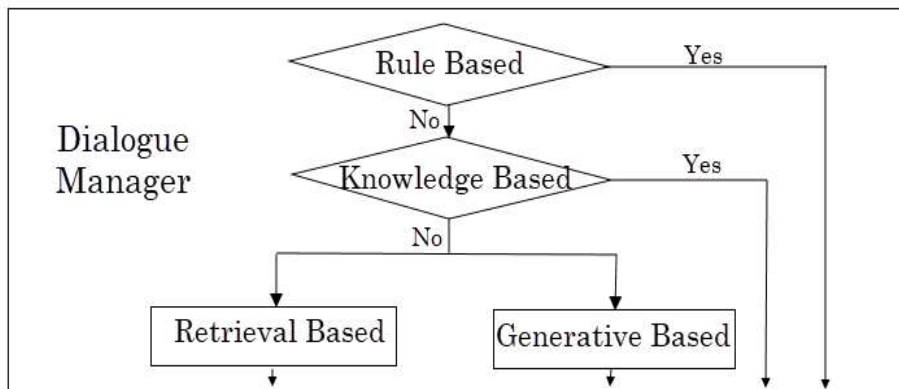 Rule Based
Yes
No
Dialogue
Manager
Knowledge Based
Yes
No
Retrieval Based
Generative Based